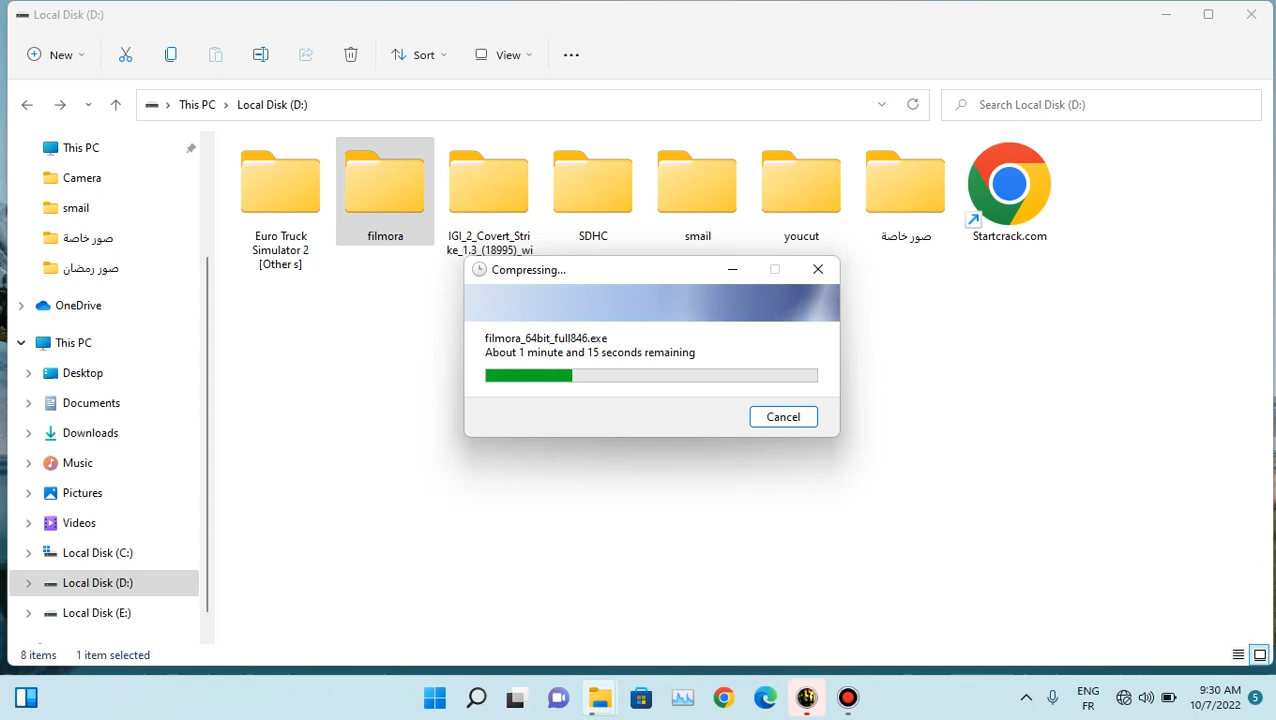 Local Disk (D:)
New
Sort
View
This PC
Local Disk (D:)
Search Local Disk (D:)
This PC
Camera
smail
صور خاصة
صور رمضان
OneDrive
This PC
Desktop
Documents
Downloads
Music
Pictures
Videos
Local Disk (C:)
Local Disk (D:)
Local Disk (E:)
Euro Truck
Simulator 2
[Other s]
filmora
IGI_2_Covert_Stri
ke_1.3_(18995)_wi
SDHC
smail
youcut
صور خاصة
Startcrack.com
Compressing...
filmora_64bit_full846.exe
About 1 minute and 15 seconds remaining
Cancel
8 items
1 item selected
ENG
FR
9:30 AM
10/7/2022
5